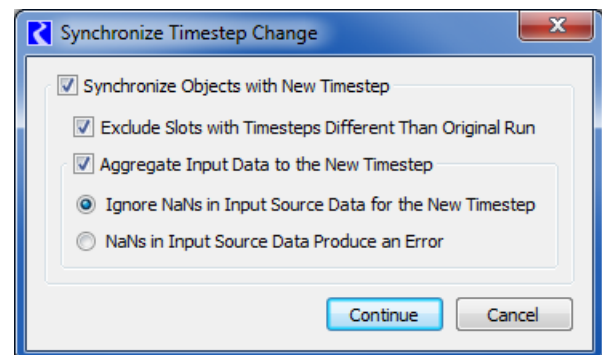 Synchronize Timestep Change
Synchronize Objects with New Timestep
Exclude Slots with Timesteps Different Than Original Run
Aggregate Input Data to the New Timestep
Ignore NaNs in Input Source Data for the New Timestep
NaNs in Input Source Data Produce an Error
Continue Cancel